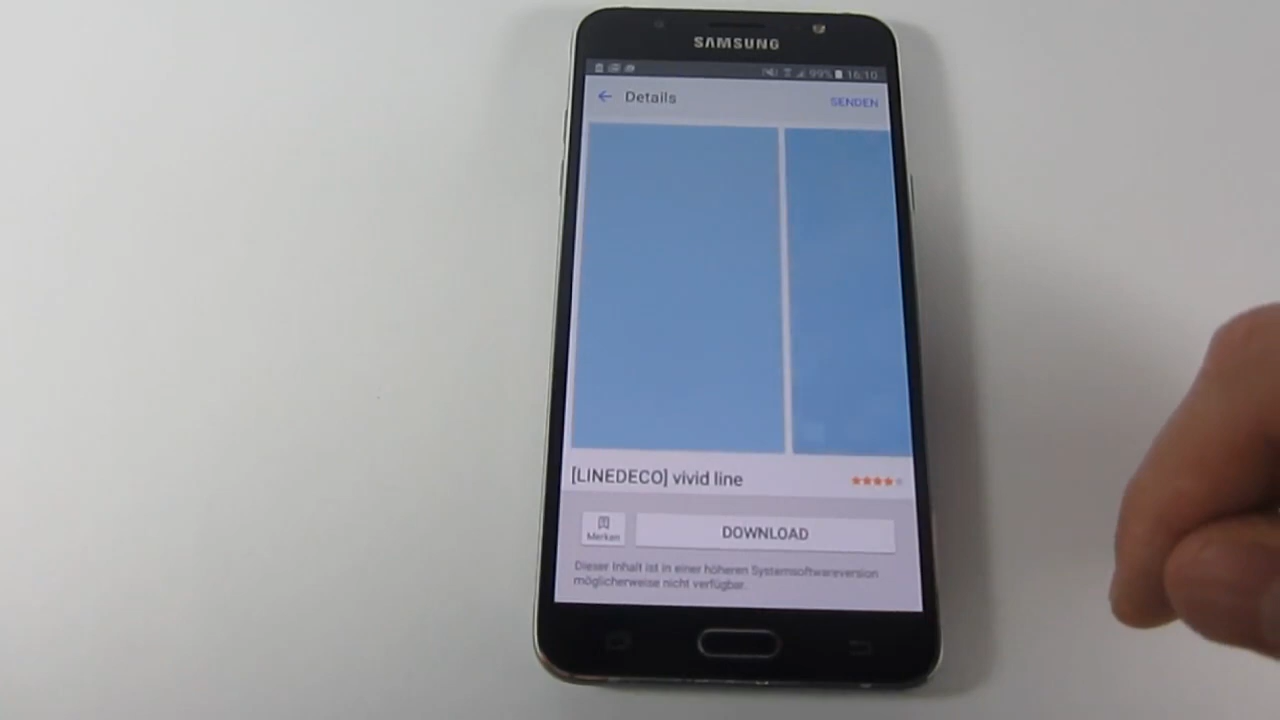 SAMSUNG
99% 16:10
Details
SENDEN
[LINEDECO] vivid line
Merken
DOWNLOAD
Dieser Inhalt ist in einer höheren Systemsoftwareversion
möglicherweise nicht verfügbar.